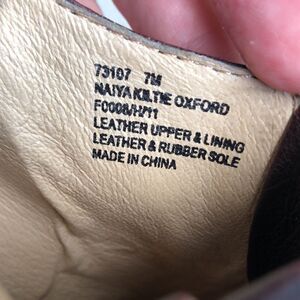 73107 7M
NAIYA KILTIE OXFORD
F0008/H/11
LEATHER UPPER & LINING
LEATHER & RUBBER SOLE
MADE IN CHINA